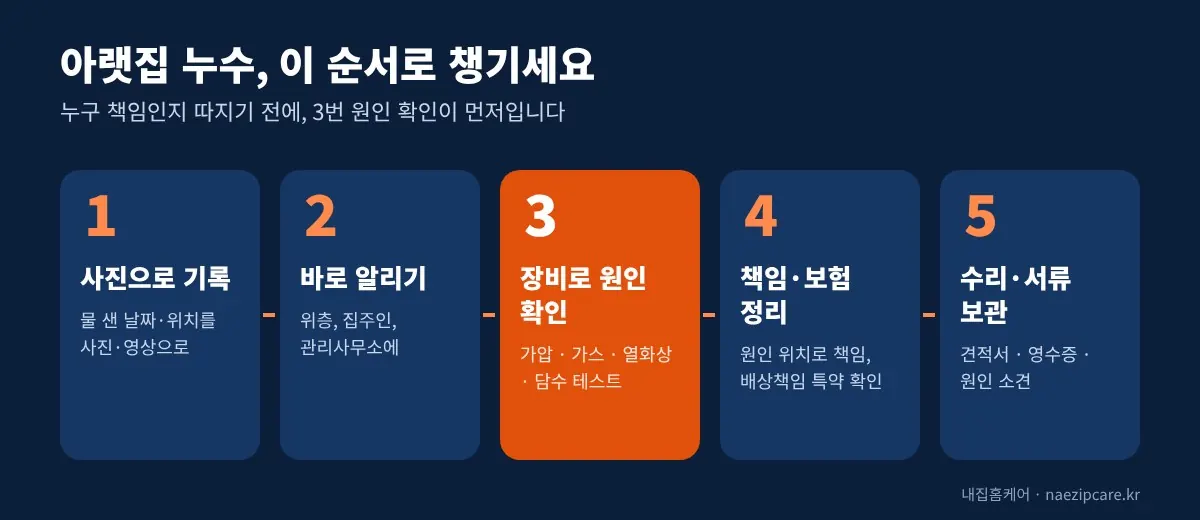 아랫집 누수, 이 순서로 챙기세요
누구 책임인지 따지기 전에, 3번 원인 확인이 먼저입니다
1
사진으로 기록
물 샌 날짜·위치를
사진·영상으로
2
바로 알리기
위층, 집주인,
관리사무소에
3
장비로 원인
확인
가압 · 가스 · 열화상
· 담수 테스트
4
책임·보험
정리
원인 위치로 책임,
배상책임 특약 확인
5
수리·서류
보관
견적서 · 영수증 ·
원인 소견
내집홈케어 · naezipcare.kr